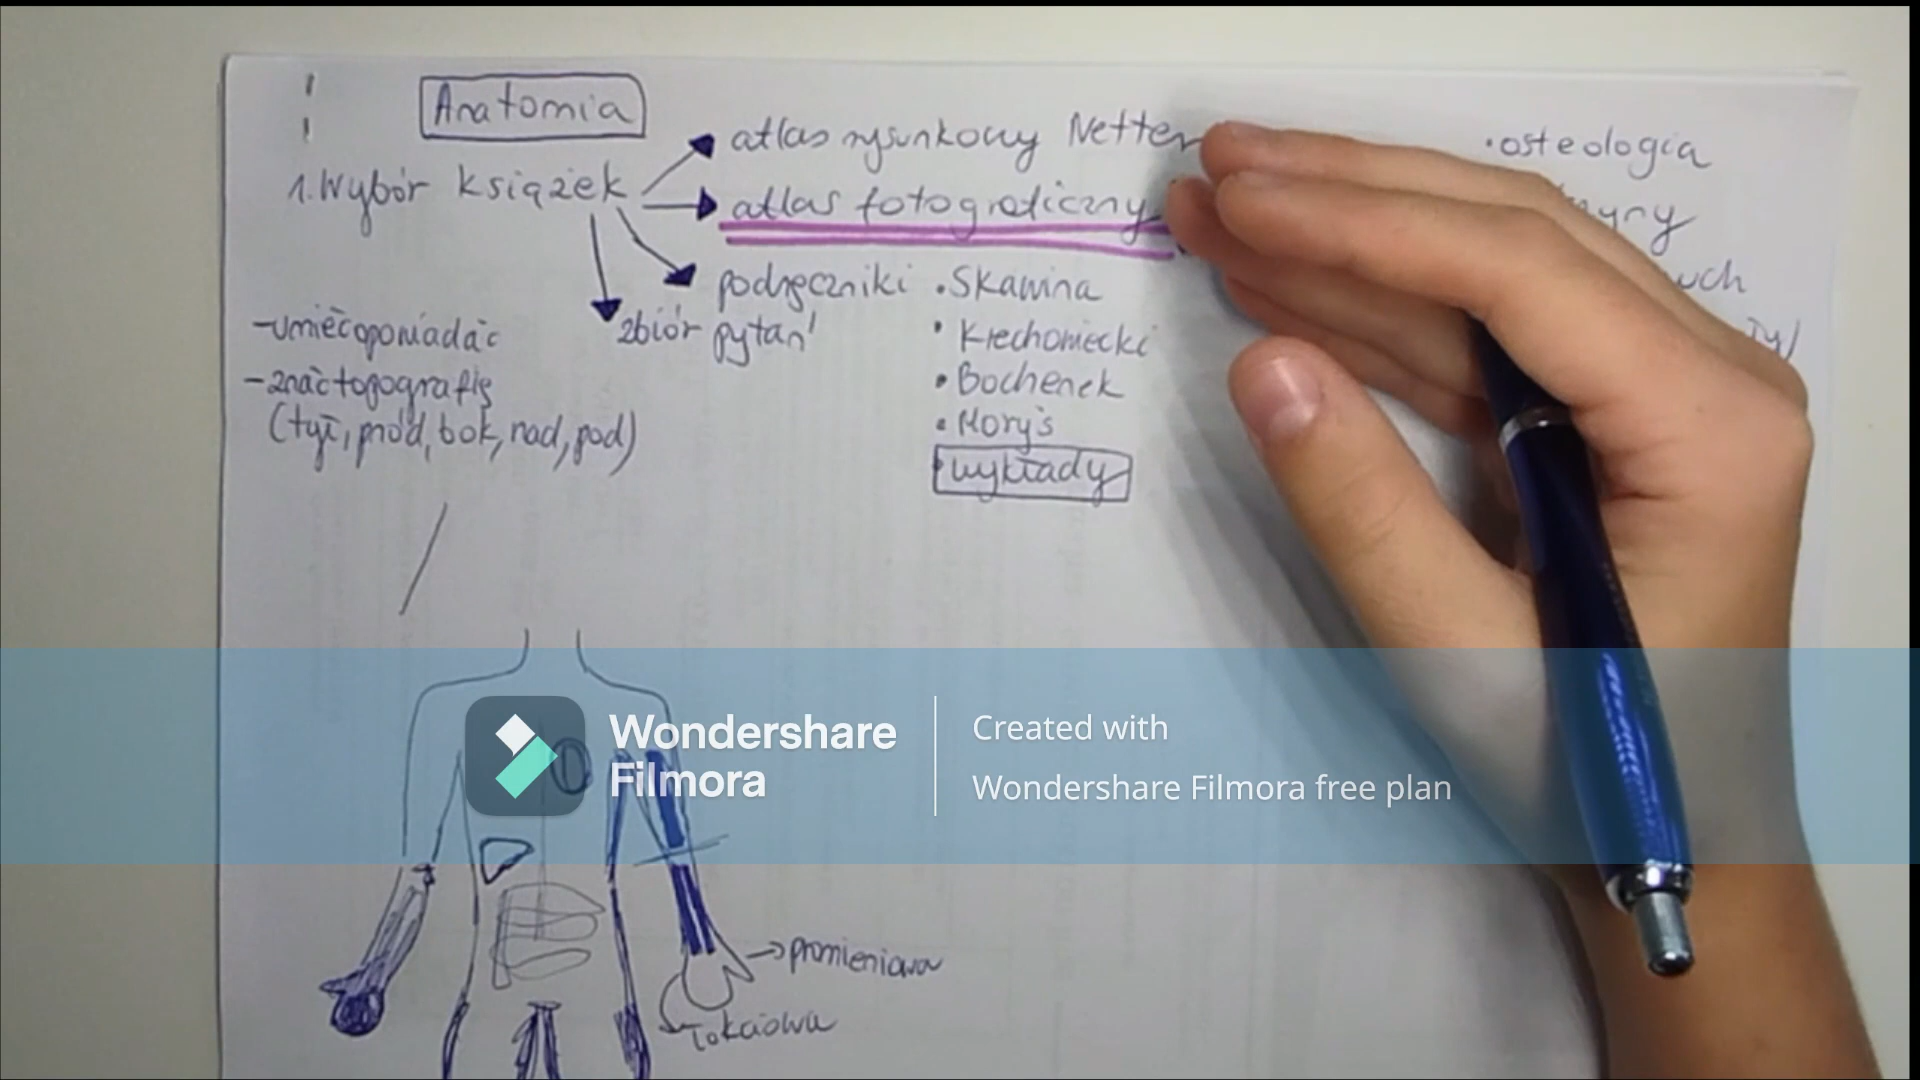 Anatomia
1. Wybór książek
atlas rysunkowy Netter
atlas fotograficzny
podręczniki
• Skawina
• Krechowiecki
• Bochenek
• Moryś
• wykłady
zbiór pytań
- umieć opowiadać
- znać topografię
(tył, przód, bok, nad, pod)
• osteologia
promieniowa
łokciowa
Wondershare
Filmora
Created with
Wondershare Filmora free plan